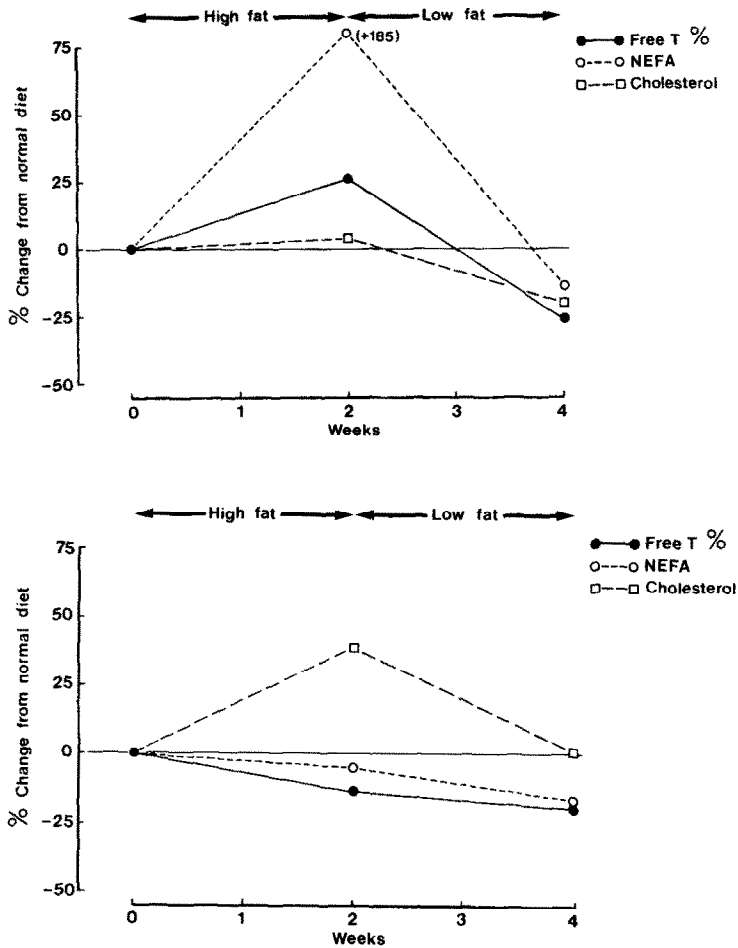 High fat Low fat
(+185)
Free T %
NEFA
Cholesterol
% Change from normal diet
75
50
25
0
-25
-50
0 1 2 3 4
Weeks
High fat Low fat
Free T %
NEFA
Cholesterol
% Change from normal diet
75
50
25
0
-25
-50
0 1 2 3 4
Weeks